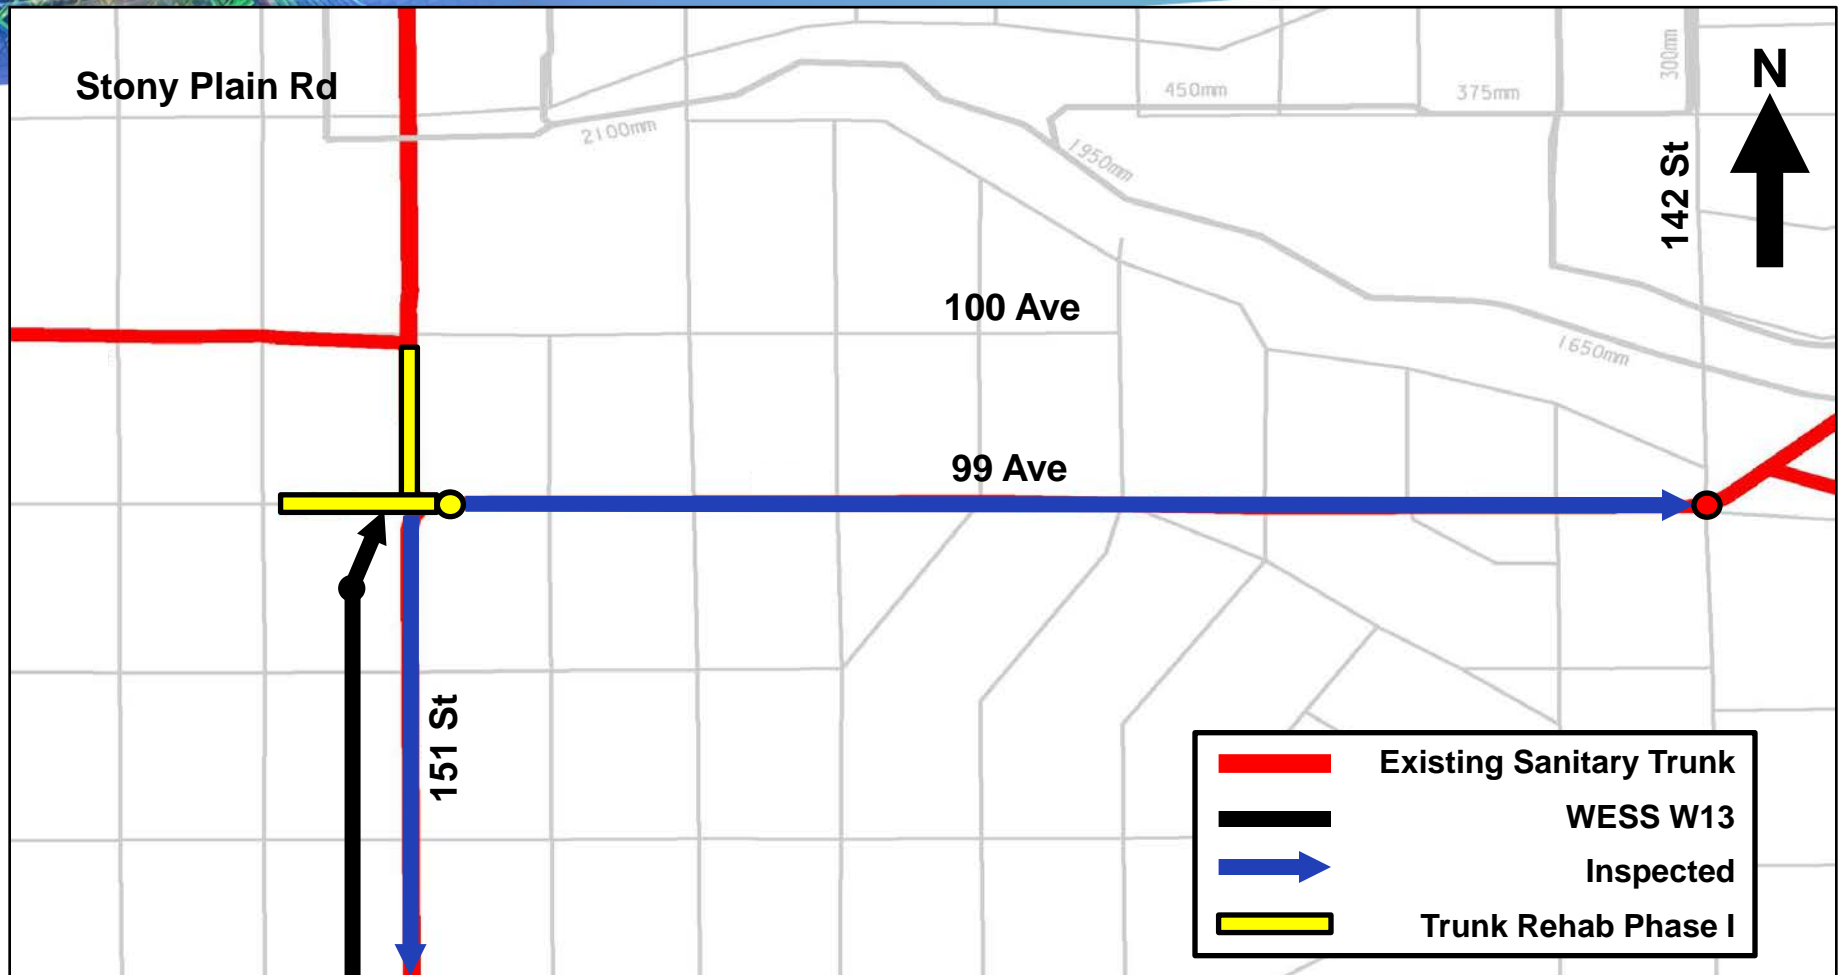 Stony Plain Rd
N
300mm
450mm
375mm
2100mm
1950mm
142 St
100 Ave
1650mm
99 Ave
151 St
Existing Sanitary Trunk
WESS W13
Inspected
Trunk Rehab Phase I